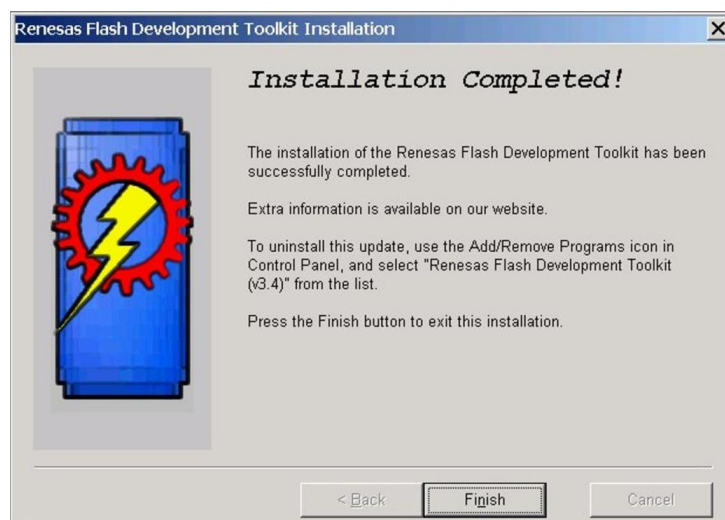 Renesas Flash Development Toolkit Installation
Installation Completed!
The installation of the Renesas Flash Development Toolkit has been
successfully completed.
Extra information is available on our website.
To uninstall this update, use the Add/Remove Programs icon in
Control Panel, and select "Renesas Flash Development Toolkit
(v3.4)" from the list.
Press the Finish button to exit this installation.
< Back
Finish
Cancel